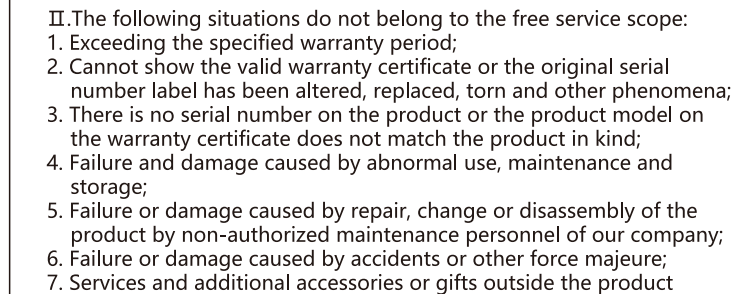 Ⅱ.The following situations do not belong to the free service scope:
1. Exceeding the specified warranty period;
2. Cannot show the valid warranty certificate or the original serial
number label has been altered, replaced, torn and other phenomena;
3. There is no serial number on the product or the product model on
the warranty certificate does not match the product in kind;
4. Failure and damage caused by abnormal use, maintenance and
storage;
5. Failure or damage caused by repair, change or disassembly of the
product by non-authorized maintenance personnel of our company;
6. Failure or damage caused by accidents or other force majeure;
7. Services and additional accessories or gifts outside the product